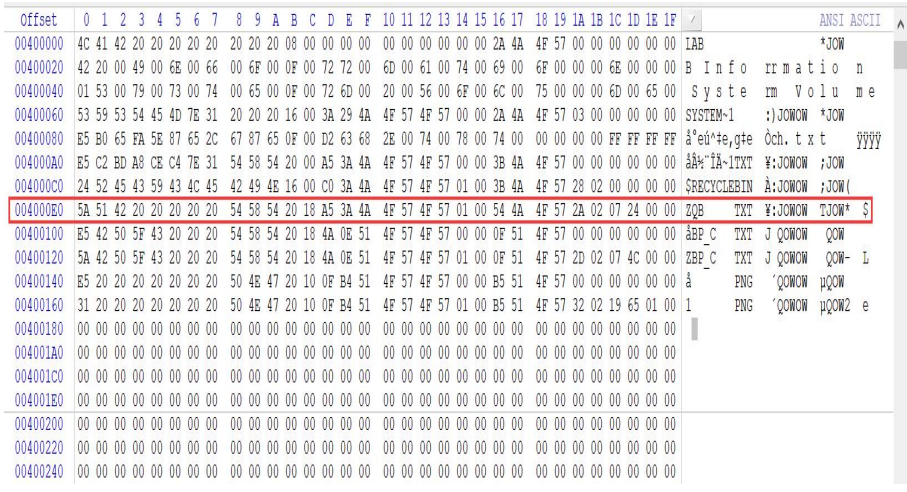 Offset 0 1 2 3 4 5 6 7 8 9 A B C D E F 10 11 12 13 14 15 16 17 18 19 1A 1B 1C 1D 1E 1F ANSI ASCII
00400000 4C 41 42 20 20 20 20 20 20 20 20 08 00 00 00 00 00 00 00 00 00 00 2A 4A 4F 57 00 00 00 00 00 00 LAB *JOW
00400020 42 20 00 49 00 6E 00 66 00 6F 00 0F 00 72 72 00 6D 00 61 00 74 00 69 00 6F 00 00 00 6E 00 00 00 B I n f o rr m a t i o n
00400040 01 53 00 79 00 73 00 74 00 65 00 0F 00 72 6D 00 20 00 56 00 6F 00 6C 00 75 00 00 00 6D 00 65 00 S y s t e rm V o l u m e
00400060 53 59 53 54 45 4D 7E 31 20 20 20 16 00 3A 29 4A 4F 57 4F 57 00 00 2A 4A 4F 57 03 00 00 00 00 00 SYSTEM~1 :)JOWOW *JOW
00400080 E5 B0 65 FA 5E 87 65 2C 67 87 65 0F 00 D2 63 68 2E 00 74 00 78 00 74 00 00 00 00 00 FF FF FF FF å°eú^‡e,g‡e Òch. t x t ÿÿÿÿ
004000A0 E5 C2 BD A8 CE C4 7E 31 54 58 54 20 00 A5 3A 4A 4F 57 4F 57 00 00 3B 4A 4F 57 00 00 00 00 00 00 åÂ½¨ÎÄ~1TXT ¥:JOWOW ;JOW
004000C0 24 52 45 43 59 43 4C 45 42 49 4E 16 00 C0 3A 4A 4F 57 4F 57 01 00 3B 4A 4F 57 28 02 00 00 00 00 $RECYCLEBIN À:JOWOW ;JOW(
004000E0 5A 51 42 20 20 20 20 20 54 58 54 20 18 A5 3A 4A 4F 57 4F 57 01 00 54 4A 4F 57 2A 02 07 24 00 00 ZQB TXT ¥:JOWOW TJOW* $
00400100 E5 42 50 5F 43 20 20 20 54 58 54 20 18 4A 0E 51 4F 57 4F 57 00 00 0F 51 4F 57 00 00 00 00 00 00 åBP_C TXT J QOWOW QOW
00400120 5A 42 50 5F 43 20 20 20 54 58 54 20 18 4A 0E 51 4F 57 4F 57 01 00 0F 51 4F 57 2D 02 07 4C 00 00 ZBP_C TXT J QOWOW QOW- L
00400140 E5 20 20 20 20 20 20 20 50 4E 47 20 10 0F B4 51 4F 57 4F 57 00 00 B5 51 4F 57 00 00 00 00 00 00 å PNG ´QOWOW µQOW
00400160 31 20 20 20 20 20 20 20 50 4E 47 20 10 0F B4 51 4F 57 4F 57 01 00 B5 51 4F 57 32 02 19 65 01 00 1 PNG ´QOWOW µQOW2 e
00400180 00 00 00 00 00 00 00 00 00 00 00 00 00 00 00 00 00 00 00 00 00 00 00 00 00 00 00 00 00 00 00 00
004001A0 00 00 00 00 00 00 00 00 00 00 00 00 00 00 00 00 00 00 00 00 00 00 00 00 00 00 00 00 00 00 00 00
004001C0 00 00 00 00 00 00 00 00 00 00 00 00 00 00 00 00 00 00 00 00 00 00 00 00 00 00 00 00 00 00 00 00
004001E0 00 00 00 00 00 00 00 00 00 00 00 00 00 00 00 00 00 00 00 00 00 00 00 00 00 00 00 00 00 00 00 00
00400200 00 00 00 00 00 00 00 00 00 00 00 00 00 00 00 00 00 00 00 00 00 00 00 00 00 00 00 00 00 00 00 00
00400220 00 00 00 00 00 00 00 00 00 00 00 00 00 00 00 00 00 00 00 00 00 00 00 00 00 00 00 00 00 00 00 00
00400240 00 00 00 00 00 00 00 00 00 00 00 00 00 00 00 00 00 00 00 00 00 00 00 00 00 00 00 00 00 00 00 00